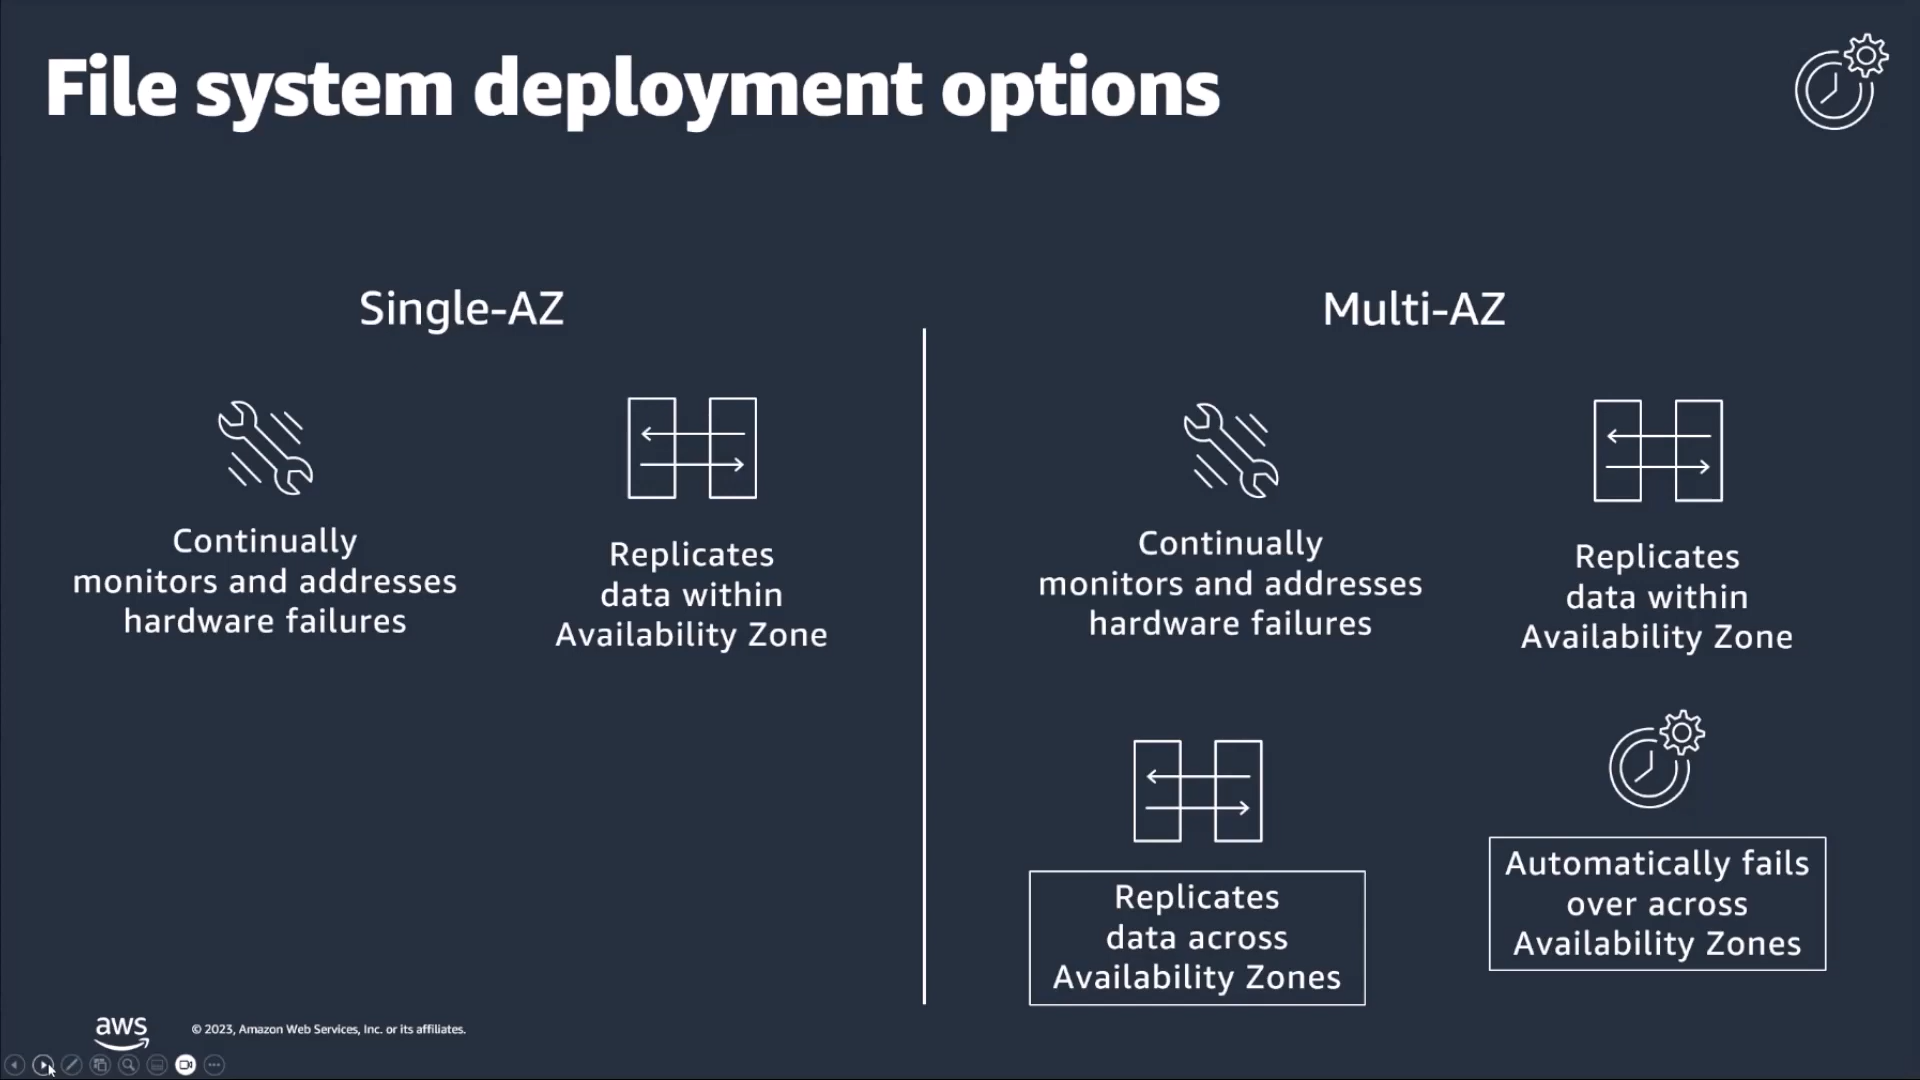 File system deployment options
Single-AZ
Continually
monitors and addresses
hardware failures
Replicates
data within
Availability Zone
Multi-AZ
Continually
monitors and addresses
hardware failures
Replicates
data within
Availability Zone
Replicates
data across
Availability Zones
Automatically fails
over across
Availability Zones
aws
© 2023, Amazon Web Services, Inc. or its affiliates.